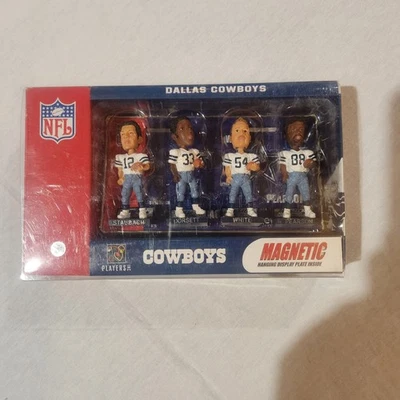 DALLAS COWBOYS
NFL
12
33
54
88
STAUBACH
DORSETT
WHITE
PLAYERS
COWBOYS
MAGNETIC
HANGING DISPLAY PLATE INSIDE